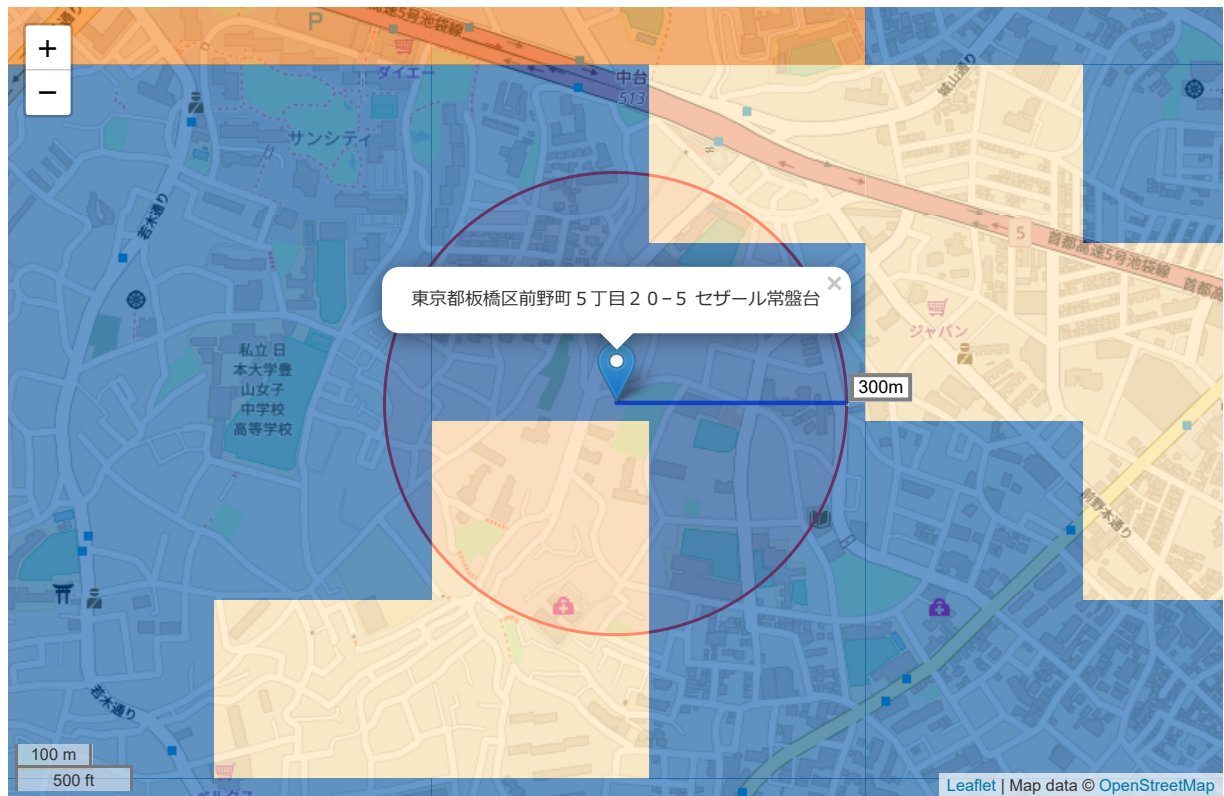 +
−
P
高速5号池袋線
ダイエー
中台
513
城山通り
サンシティ
若木通り
5
首都高速5号池袋線
首都高
東京都板橋区前野町５丁目２０−５ セザール常盤台
×
ジャパン
私立 日
本大学豊
山女子
中学校
高等学校
300m
前野本通り
若木通り
100 m
500 ft
ベルクス
Leaflet | Map data © OpenStreetMap